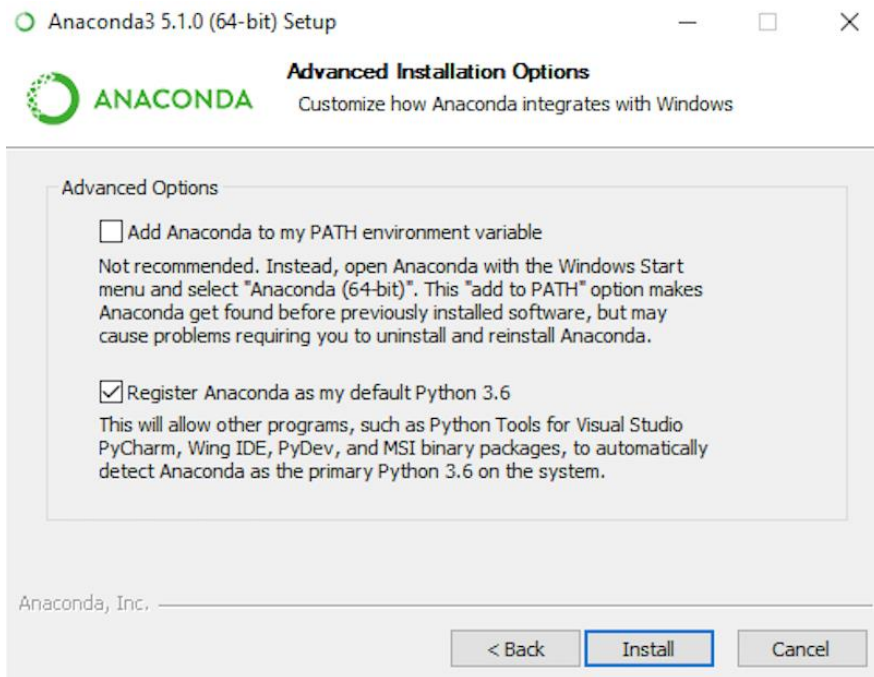 Anaconda3 5.1.0 (64-bit) Setup
ANACONDA
Advanced Installation Options
Customize how Anaconda integrates with Windows
Advanced Options
Add Anaconda to my PATH environment variable
Not recommended. Instead, open Anaconda with the Windows Start
menu and select "Anaconda (64-bit)". This "add to PATH" option makes
Anaconda get found before previously installed software, but may
cause problems requiring you to uninstall and reinstall Anaconda.
Register Anaconda as my default Python 3.6
This will allow other programs, such as Python Tools for Visual Studio
PyCharm, Wing IDE, PyDev, and MSI binary packages, to automatically
detect Anaconda as the primary Python 3.6 on the system.
Anaconda, Inc.
< Back
Install
Cancel